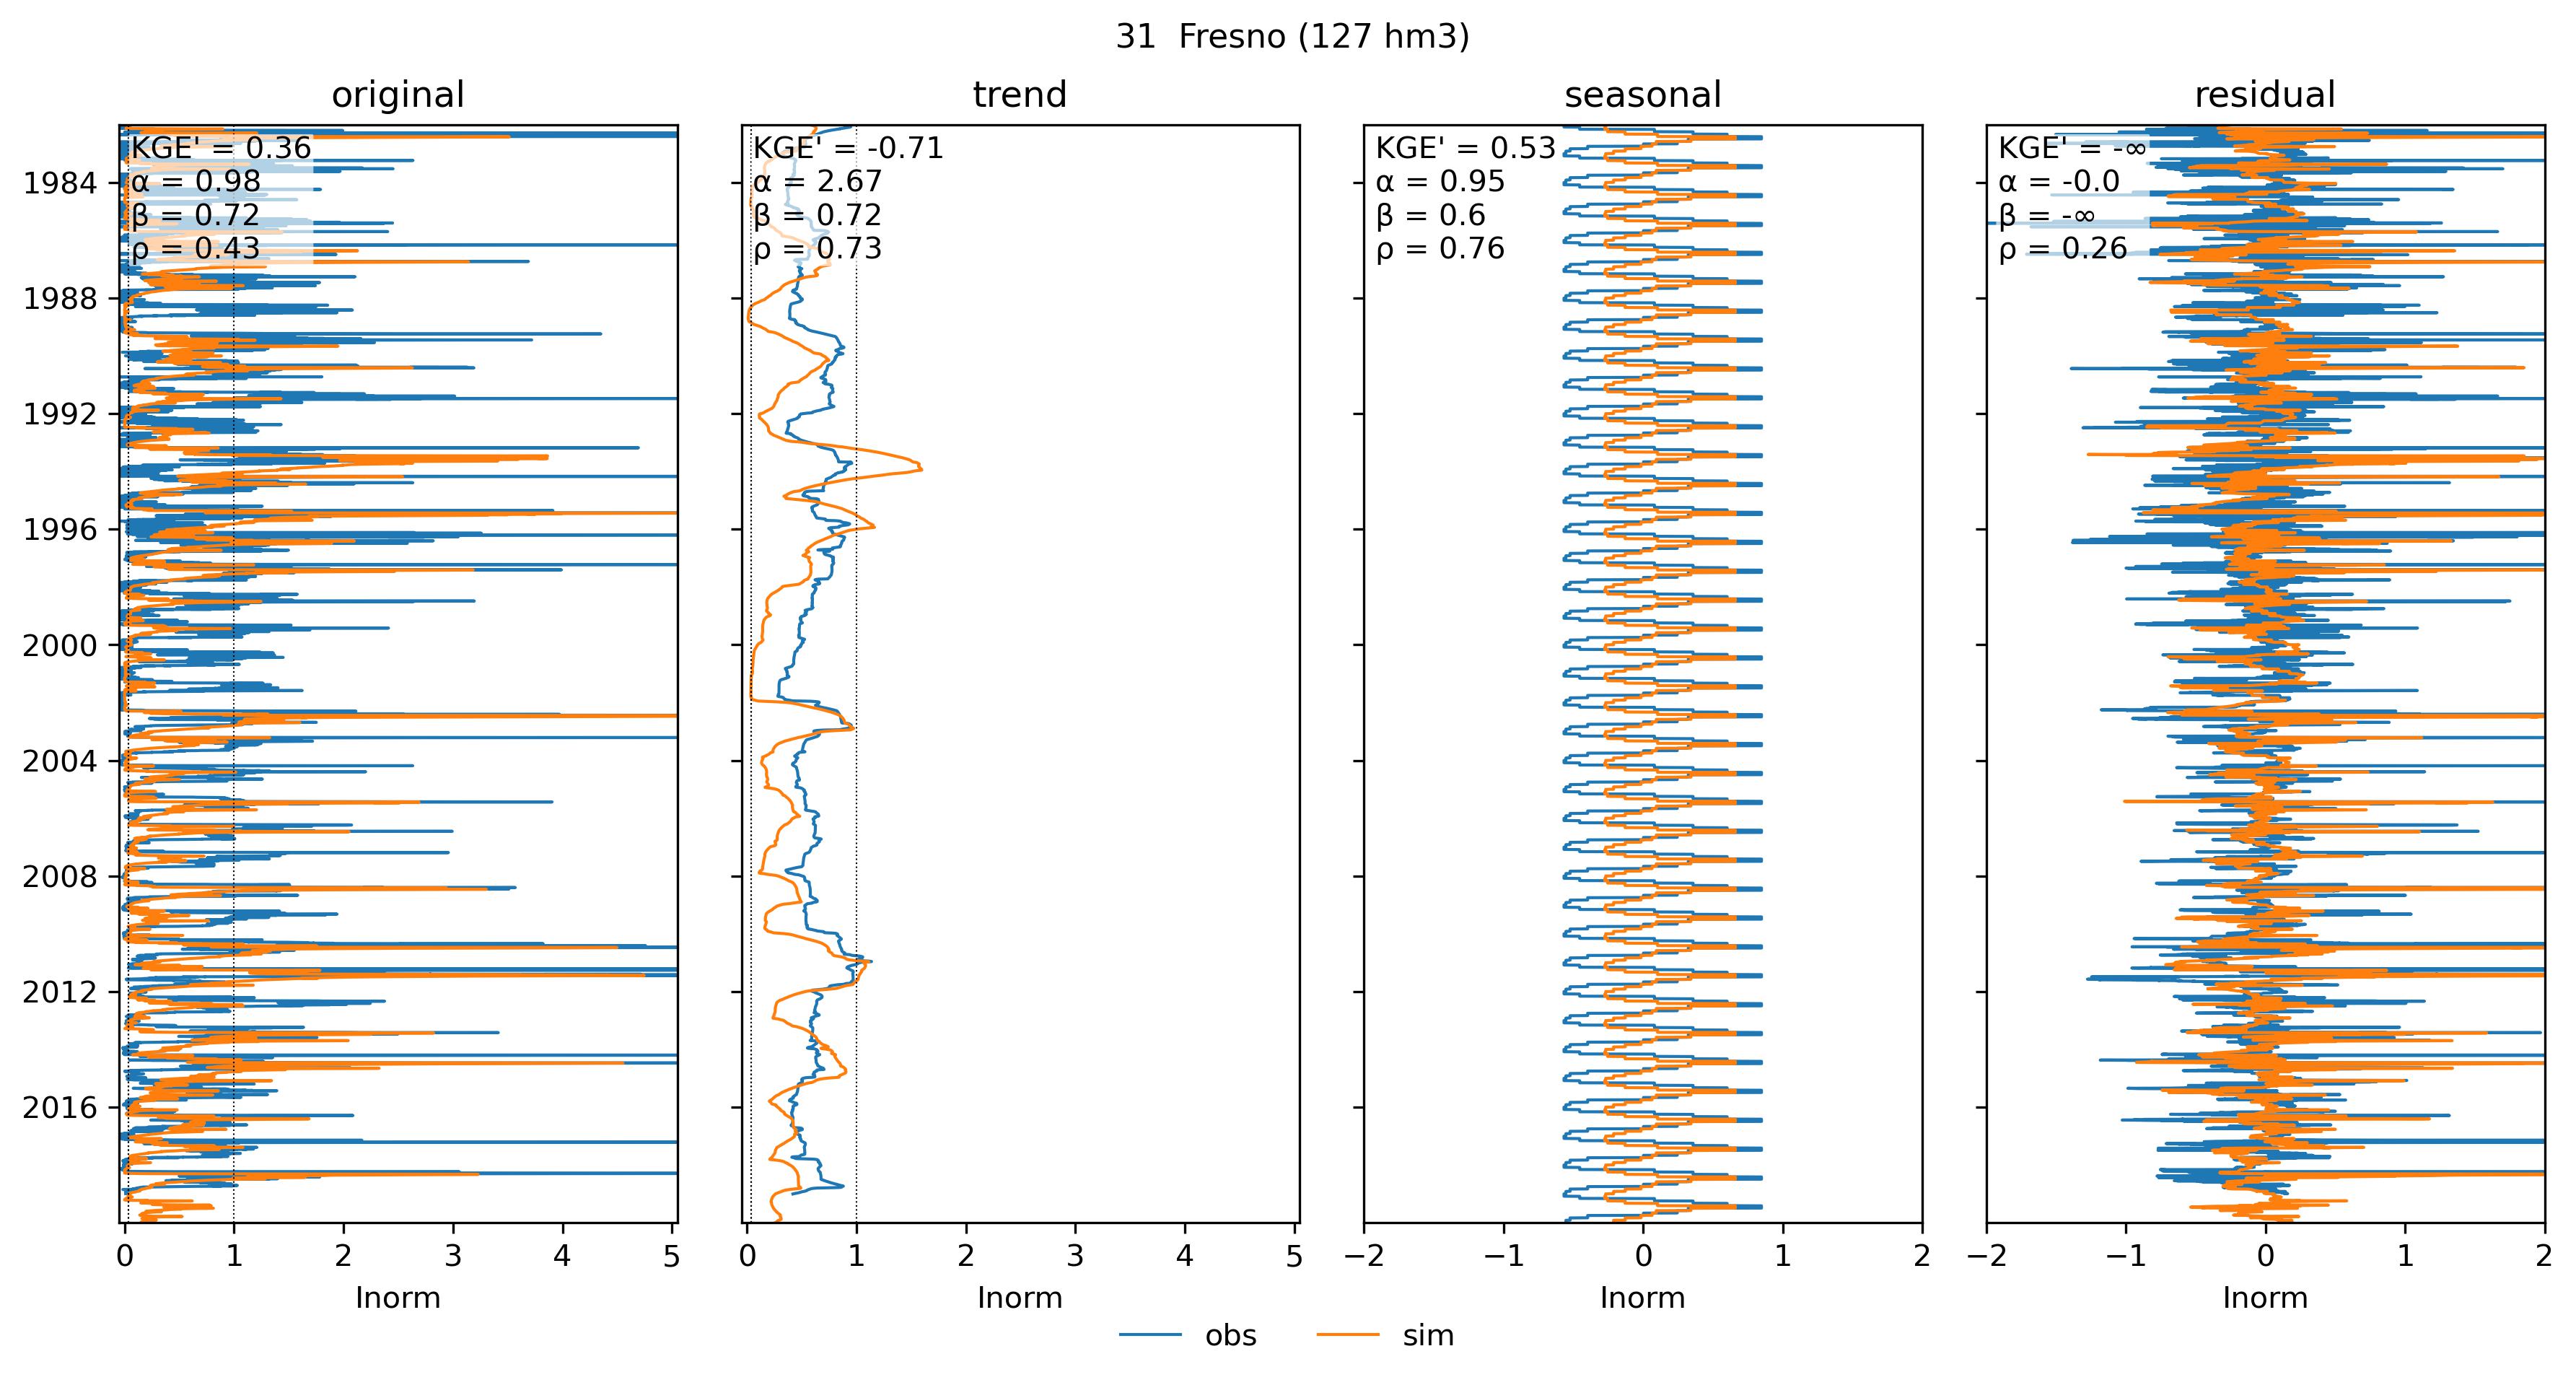 31  Fresno (127 hm3)
original
KGE' = 0.36
α = 0.98
β = 0.72
ρ = 0.43
1984
1988
1992
1996
2000
2004
2008
2012
2016
0 1 2 3 4 5
Inorm
trend
KGE' = -0.71
α = 2.67
β = 0.72
ρ = 0.73
0 1 2 3 4 5
Inorm
seasonal
KGE' = 0.53
α = 0.95
β = 0.6
ρ = 0.76
−2 −1 0 1 2
Inorm
residual
KGE' = -∞
α = -0.0
β = -∞
ρ = 0.26
−2 −1 0 1 2
Inorm
obs sim